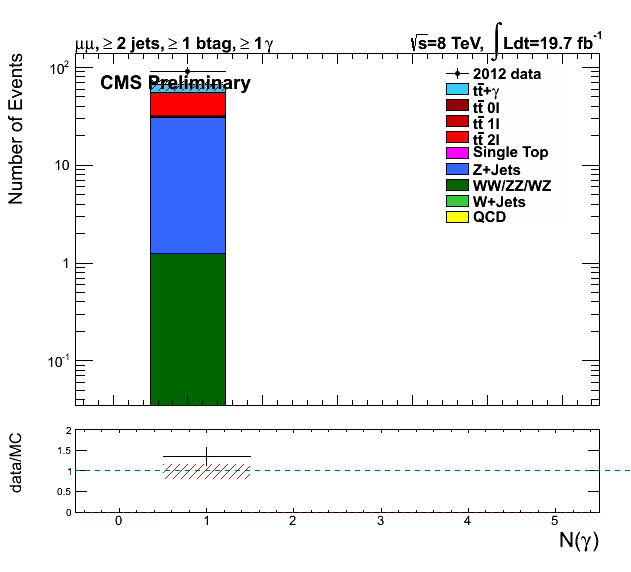 μμ, ≥ 2 jets, ≥ 1 btag, ≥ 1 γ
√s=8 TeV, ∫Ldt=19.7 fb⁻¹
CMS Preliminary
2012 data
tt̄+γ
tt̄ 0l
tt̄ 1l
tt̄ 2l
Single Top
Z+Jets
WW/ZZ/WZ
W+Jets
QCD
Number of Events
10²
10
1
10⁻¹
data/MC
2
1.5
1
0.5
0
0 1 2 3 4 5
N(γ)